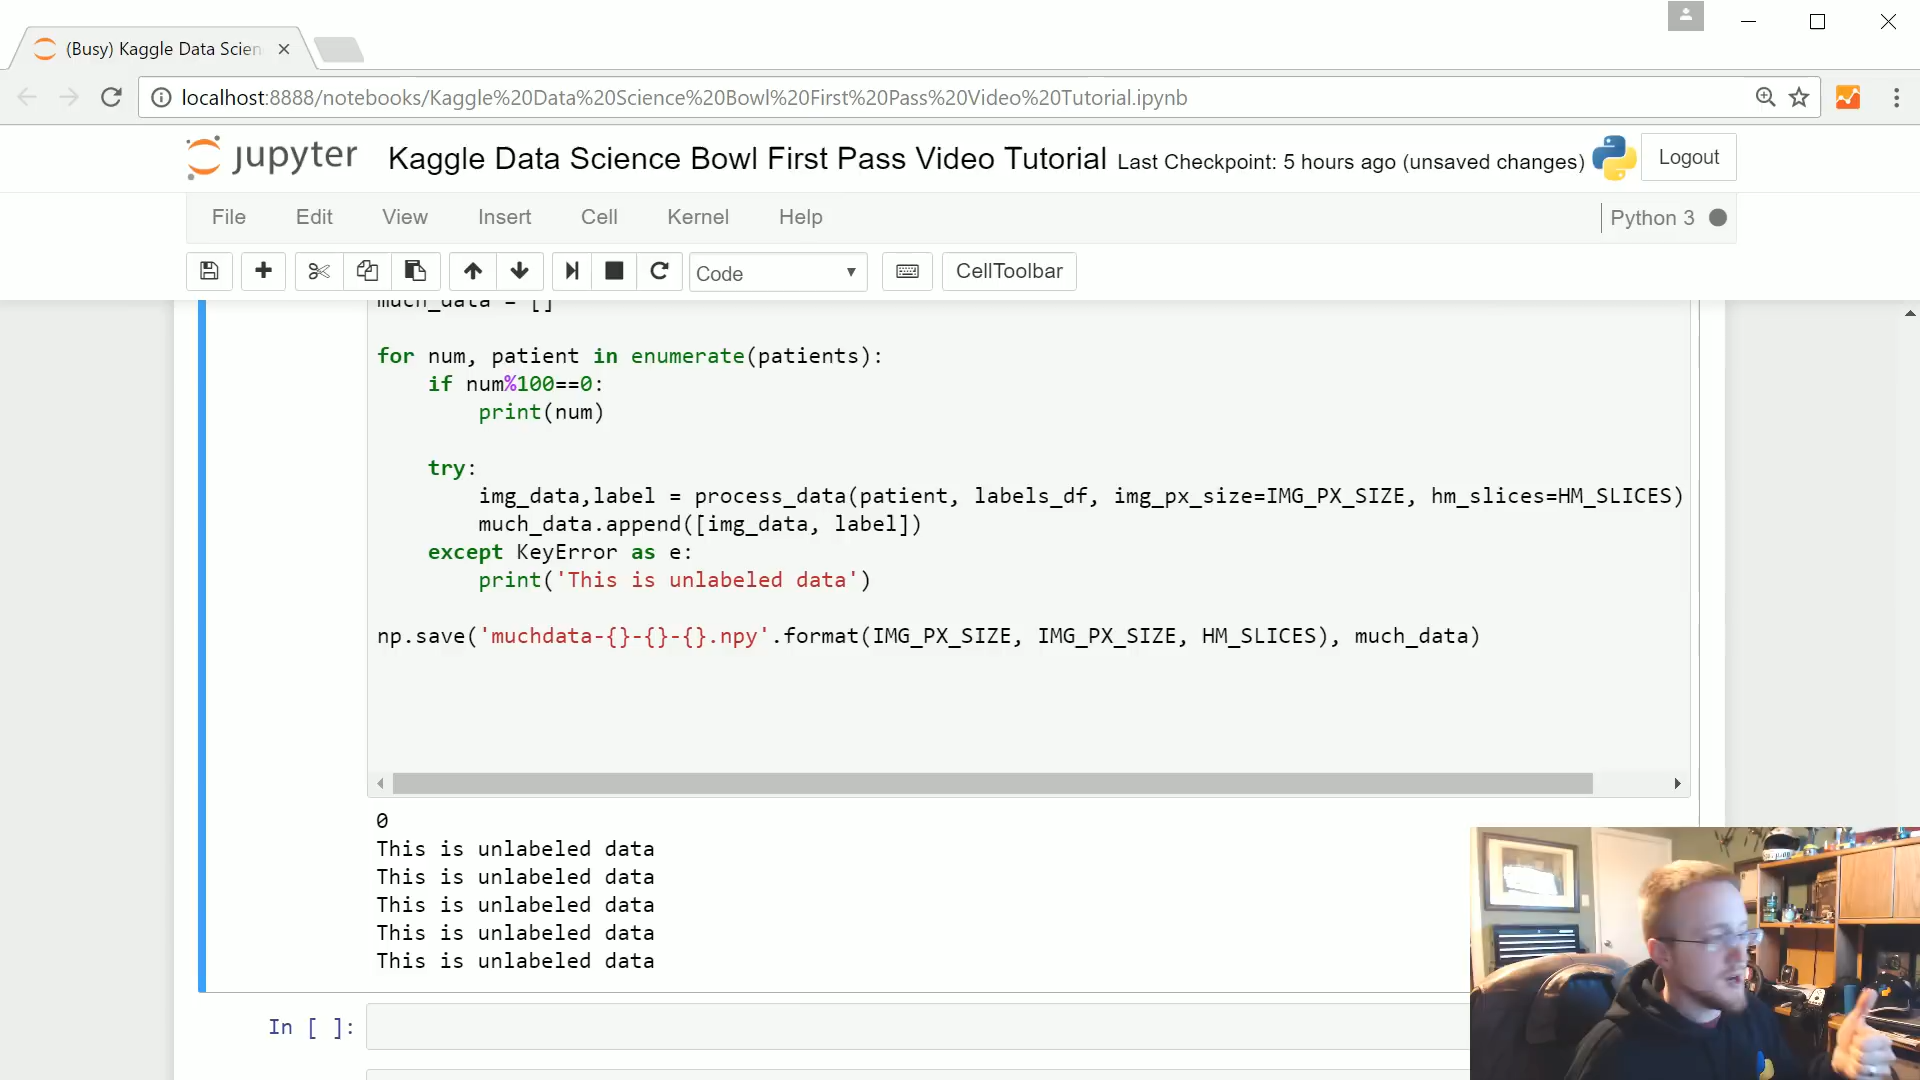 (Busy) Kaggle Data Scien
localhost:8888/notebooks/Kaggle%20Data%20Science%20Bowl%20First%20Pass%20Video%20Tutorial.ipynb
jupyter Kaggle Data Science Bowl First Pass Video Tutorial Last Checkpoint: 5 hours ago (unsaved changes) Logout
File Edit View Insert Cell Kernel Help Python 3
Code CellToolbar
much_data = []
for num, patient in enumerate(patients):
    if num%100==0:
        print(num)
    try:
        img_data,label = process_data(patient, labels_df, img_px_size=IMG_PX_SIZE, hm_slices=HM_SLICES)
        much_data.append([img_data, label])
    except KeyError as e:
        print('This is unlabeled data')
np.save('muchdata-{}-{}-{}.npy'.format(IMG_PX_SIZE, IMG_PX_SIZE, HM_SLICES), much_data)
0
This is unlabeled data
This is unlabeled data
This is unlabeled data
This is unlabeled data
This is unlabeled data
In [ ]: